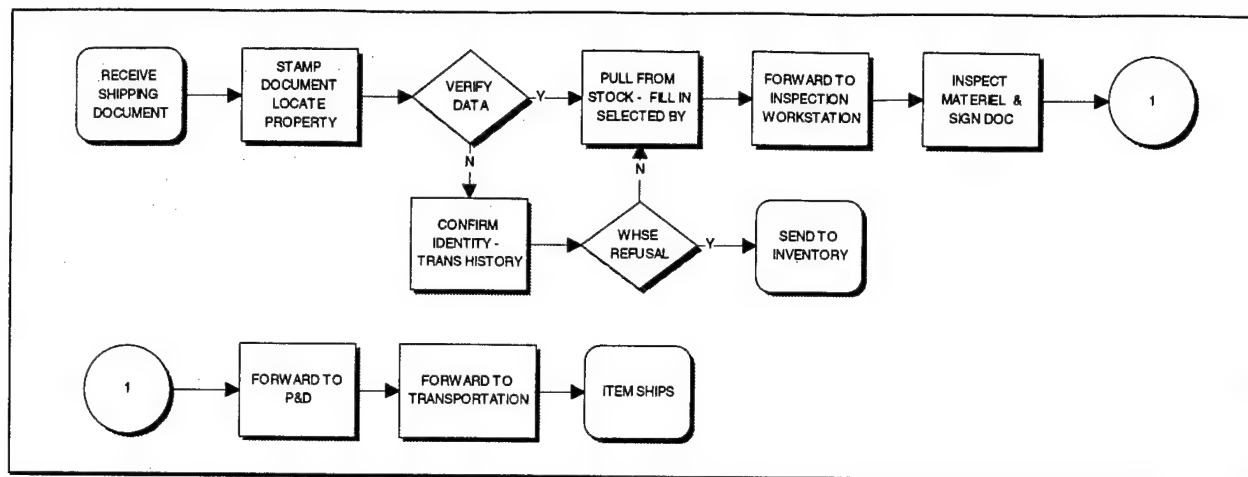 RECEIVE
SHIPPING
DOCUMENT
STAMP
DOCUMENT
LOCATE
PROPERTY
VERIFY
DATA
Y
PULL FROM
STOCK - FILL IN
SELECTED BY
FORWARD TO
INSPECTION
WORKSTATION
INSPECT
MATERIEL &
SIGN DOC
1
N
N
CONFIRM
IDENTITY -
TRANS HISTORY
WHSE
REFUSAL
Y
SEND TO
INVENTORY
1
FORWARD TO
P&D
FORWARD TO
TRANSPORTATION
ITEM SHIPS